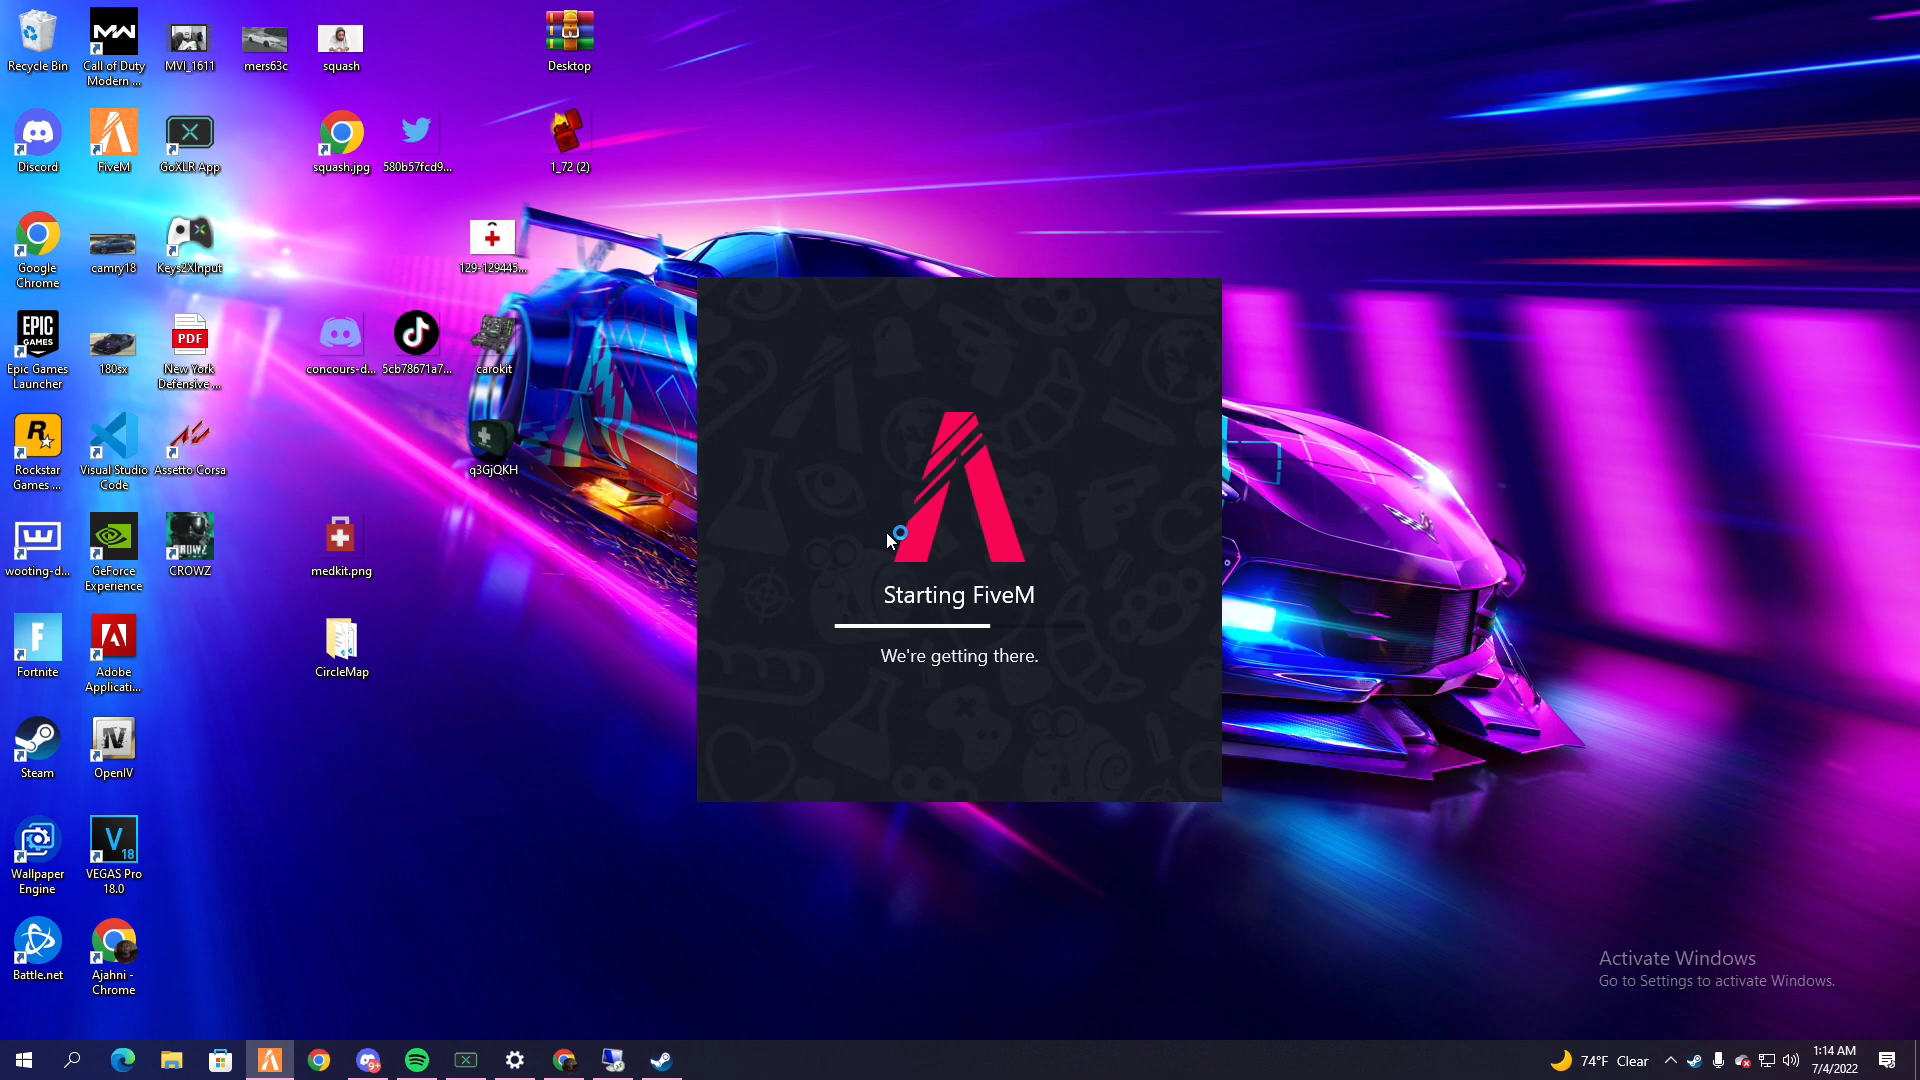 Recycle Bin
Call of Duty
Modern ...
MVI_1611
mers63c
squash
Desktop
Discord
FiveM
GoXLR App
squash.jpg
580b57fcd9...
1_72 (2)
Google
Chrome
camry18
Keys2XInput
129-129445...
EPIC
GAMES
Epic Games
Launcher
180sx
PDF
New York
Defensive ...
concours-d...
5cb78671a7...
carokit
Rockstar
Games ...
Visual Studio
Code
Assetto Corsa
q3GjQKH
wooting-d...
GeForce
Experience
CROWZ
medkit.png
Fortnite
Adobe
Applicati...
CircleMap
Steam
OpenIV
Wallpaper
Engine
VEGAS Pro
18.0
Battle.net
Ajahni -
Chrome
Starting FiveM
We're getting there.
Activate Windows
Go to Settings to activate Windows.
9+
74°F Clear
1:14 AM
7/4/2022